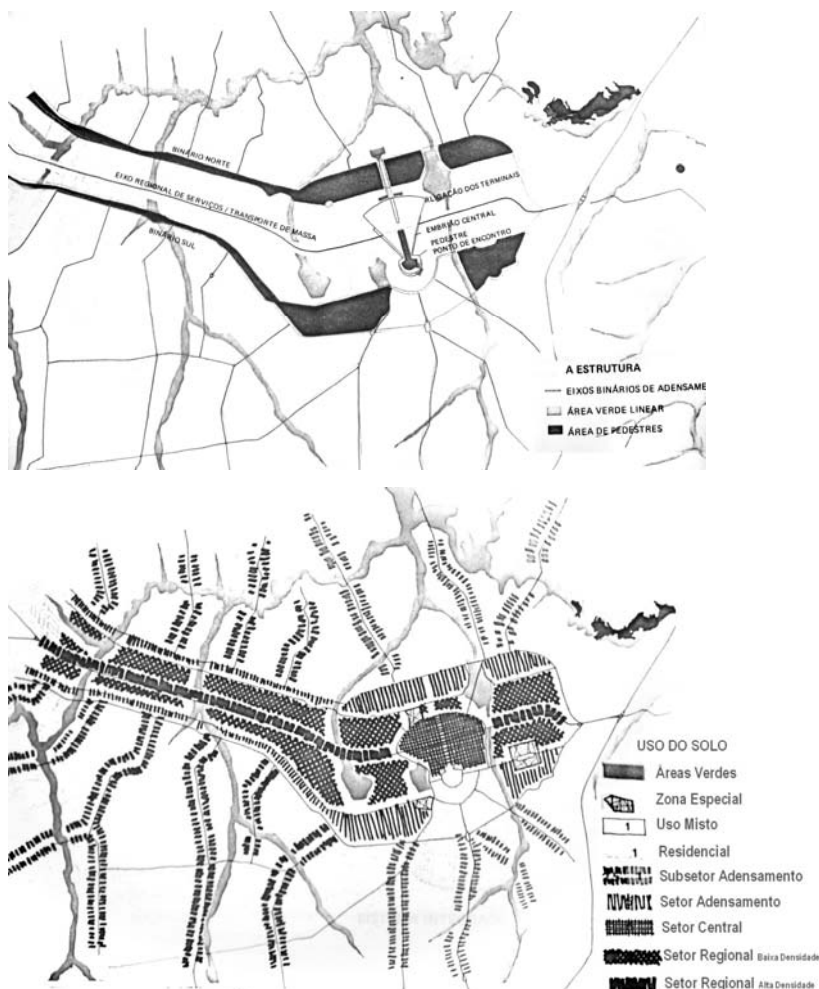 BINÁRIO NORTE
EIXO REGIONAL DE SERVIÇOS / TRANSPORTE DE MASSA
BINÁRIO SUL
LIGAÇÃO DOS TERMINAIS
EMBRIÃO CENTRAL
PEDESTRE
PONTO DE ENCONTRO
A ESTRUTURA
EIXOS BINÁRIOS DE ADENSAME
ÁREA VERDE LINEAR
ÁREA DE PEDESTRES
USO DO SOLO
Áreas Verdes
Zona Especial
1 Uso Misto
1 Residencial
Subsetor Adensamento
Setor Adensamento
Setor Central
Setor Regional Baixa Densidade
Setor Regional Alta Densidade